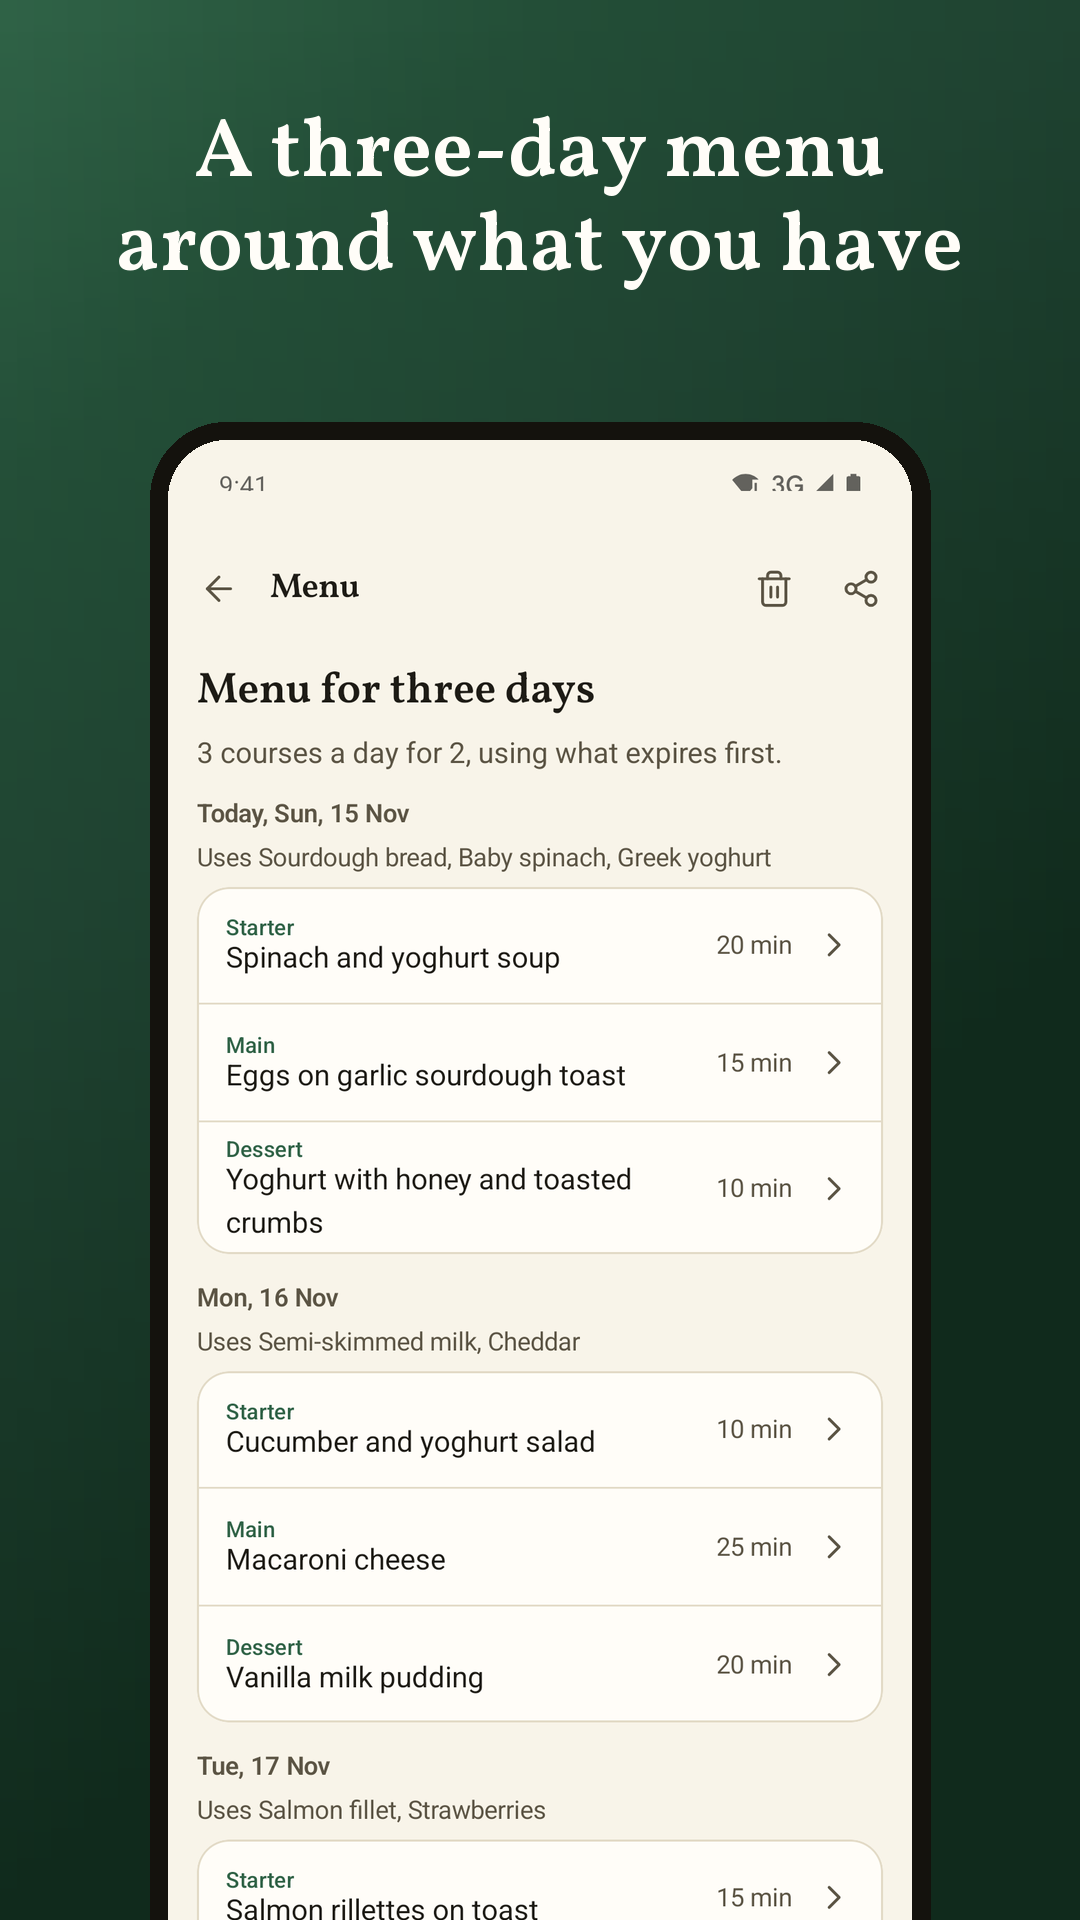 A three-day menu
around what you have
9:41
3G
Menu
Menu for three days
3 courses a day for 2, using what expires first.
Today, Sun, 15 Nov
Uses Sourdough bread, Baby spinach, Greek yoghurt
Starter
Spinach and yoghurt soup
20 min
Main
Eggs on garlic sourdough toast
15 min
Dessert
Yoghurt with honey and toasted
crumbs
10 min
Mon, 16 Nov
Uses Semi-skimmed milk, Cheddar
Starter
Cucumber and yoghurt salad
10 min
Main
Macaroni cheese
25 min
Dessert
Vanilla milk pudding
20 min
Tue, 17 Nov
Uses Salmon fillet, Strawberries
Starter
Salmon rillettes on toast
15 min